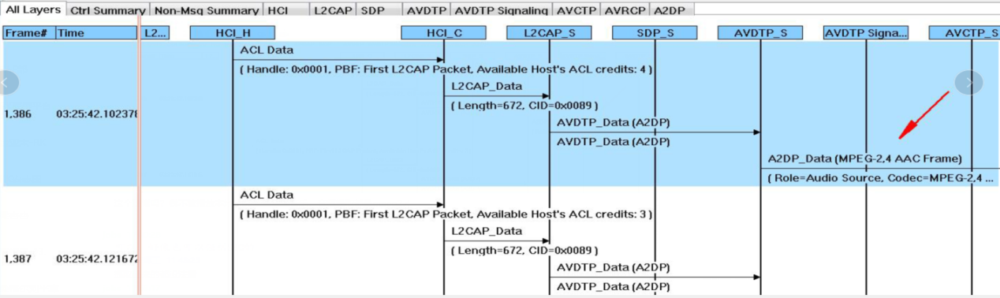 All Layers Ctrl Summary Non-Msg Summary HCI L2CAP SDP AVDTP AVDTP Signaling AVCTP AVRCP A2DP
Frame# Time L2... HCI_H HCI_C L2CAP_S SDP_S AVDTP_S AVDTP Signa... AVCTP_S
ACL Data
( Handle: 0x0001, PBF: First L2CAP Packet, Available Host's ACL credits: 4 )
L2CAP_Data
( Length=672, CID=0x0089 )
1,386 03:25:42.102378
AVDTP_Data (A2DP)
AVDTP_Data (A2DP)
A2DP_Data (MPEG-2,4 AAC Frame)
( Role=Audio Source, Codec=MPEG-2,4 ...
ACL Data
( Handle: 0x0001, PBF: First L2CAP Packet, Available Host's ACL credits: 3 )
L2CAP_Data
( Length=672, CID=0x0089 )
1,387 03:25:42.121672
AVDTP_Data (A2DP)
AVDTP_Data (A2DP)